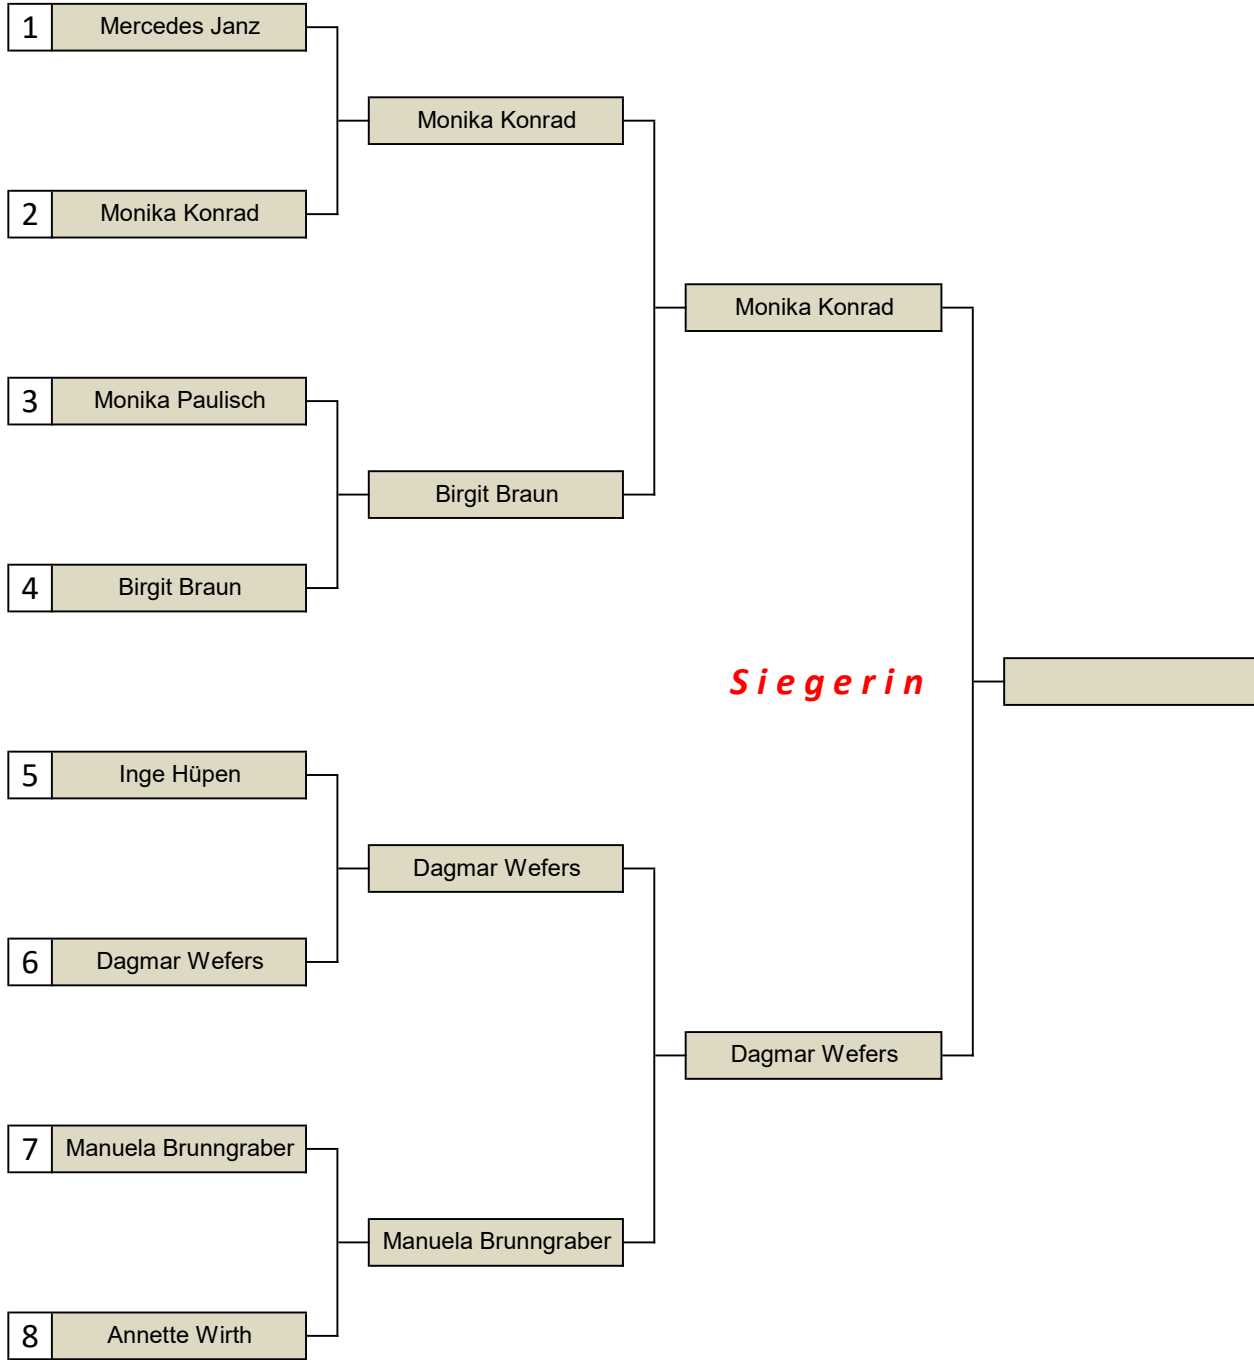 1 Mercedes Janz
Monika Konrad
2 Monika Konrad
Monika Konrad
3 Monika Paulisch
Birgit Braun
4 Birgit Braun
Siegerin
5 Inge Hüpen
Dagmar Wefers
6 Dagmar Wefers
Dagmar Wefers
7 Manuela Brunngraber
Manuela Brunngraber
8 Annette Wirth